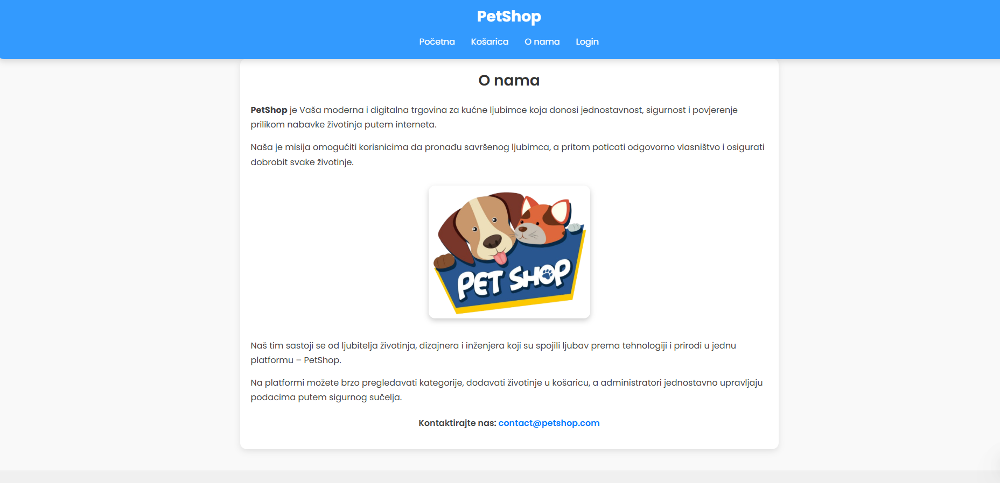 PetShop
Početna Košarica O nama Login
O nama
PetShop je Vaša moderna i digitalna trgovina za kućne ljubimce koja donosi jednostavnost, sigurnost i povjerenje
prilikom nabavke životinja putem interneta.
Naša je misija omogućiti korisnicima da pronađu savršenog ljubimca, a pritom poticati odgovorno vlasništvo i osigurati
dobrobit svake životinje.
PET SHOP
Naš tim sastoji se od ljubitelja životinja, dizajnera i inženjera koji su spojili ljubav prema tehnologiji i prirodi u jednu
platformu – PetShop.
Na platformi možete brzo pregledavati kategorije, dodavati životinje u košaricu, a administratori jednostavno upravljaju
podacima putem sigurnog sučelja.
Kontaktirajte nas: contact@petshop.com